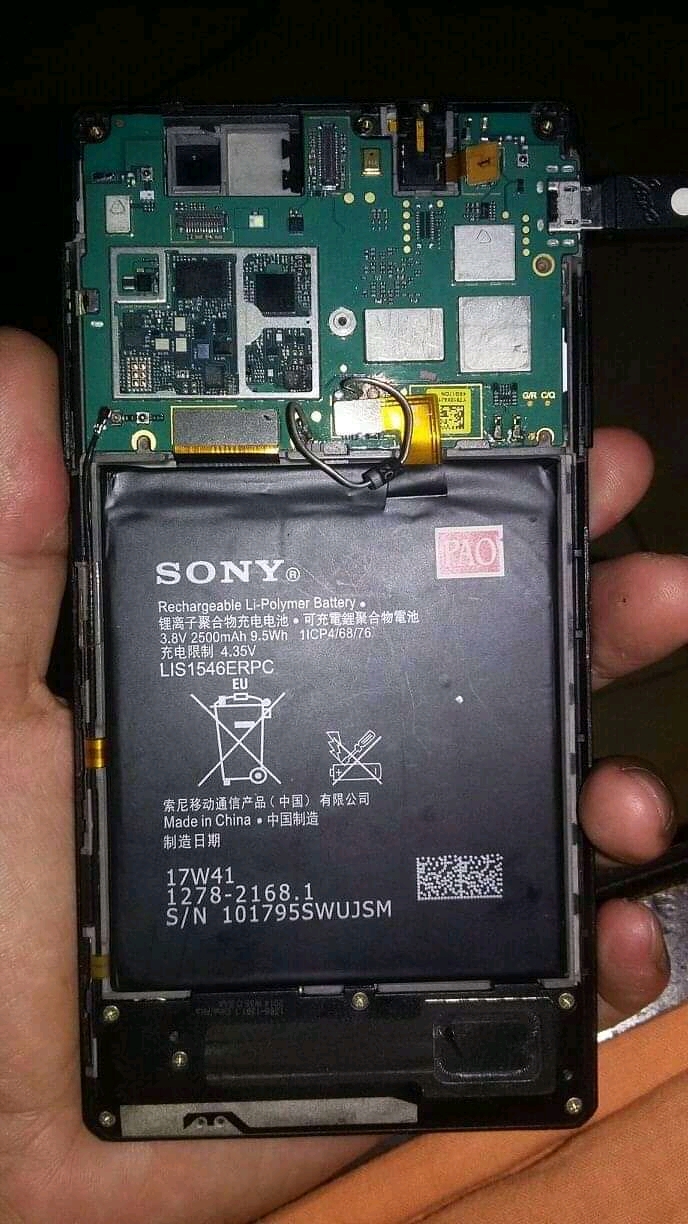 SONY®
Rechargeable Li-Polymer Battery •
锂离子聚合物充电电池 • 可充電鋰聚合物電池
3.8V 2500mAh 9.5Wh 1ICP4/68/76
充电限制 4.35V
LIS1546ERPC
EU
索尼移动通信产品（中国）有限公司
Made in China • 中国制造
制造日期
17W41
1278-2168.1
S/N 101795SWUJSM
PAO